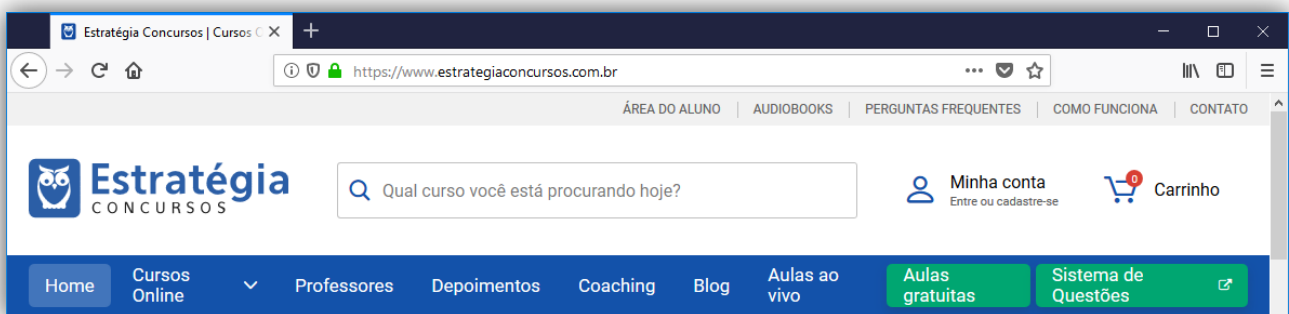 Estratégia Concursos | Cursos
https://www.estrategiaconcursos.com.br
ÁREA DO ALUNO | AUDIOBOOKS | PERGUNTAS FREQUENTES | COMO FUNCIONA | CONTATO
Estratégia
CONCURSOS
Qual curso você está procurando hoje?
Minha conta
Entre ou cadastre-se
0
Carrinho
Home
Cursos
Online
Professores
Depoimentos
Coaching
Blog
Aulas ao
vivo
Aulas
gratuitas
Sistema de
Questões